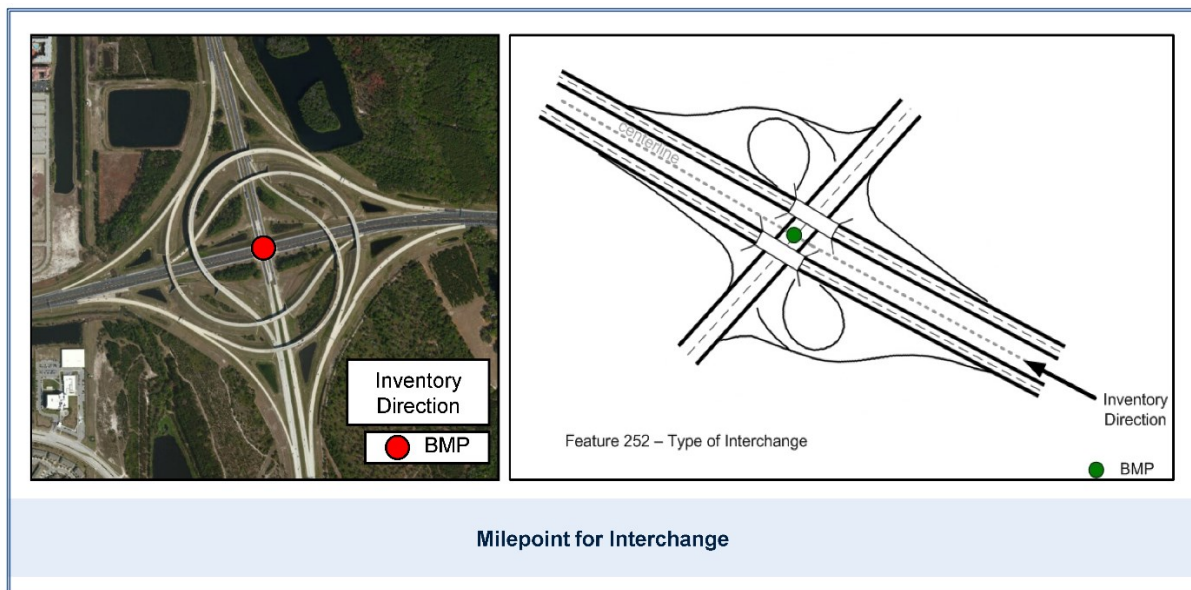 Inventory
Direction
BMP
centerline
Inventory
Direction
Feature 252 – Type of Interchange
BMP
Milepoint for Interchange